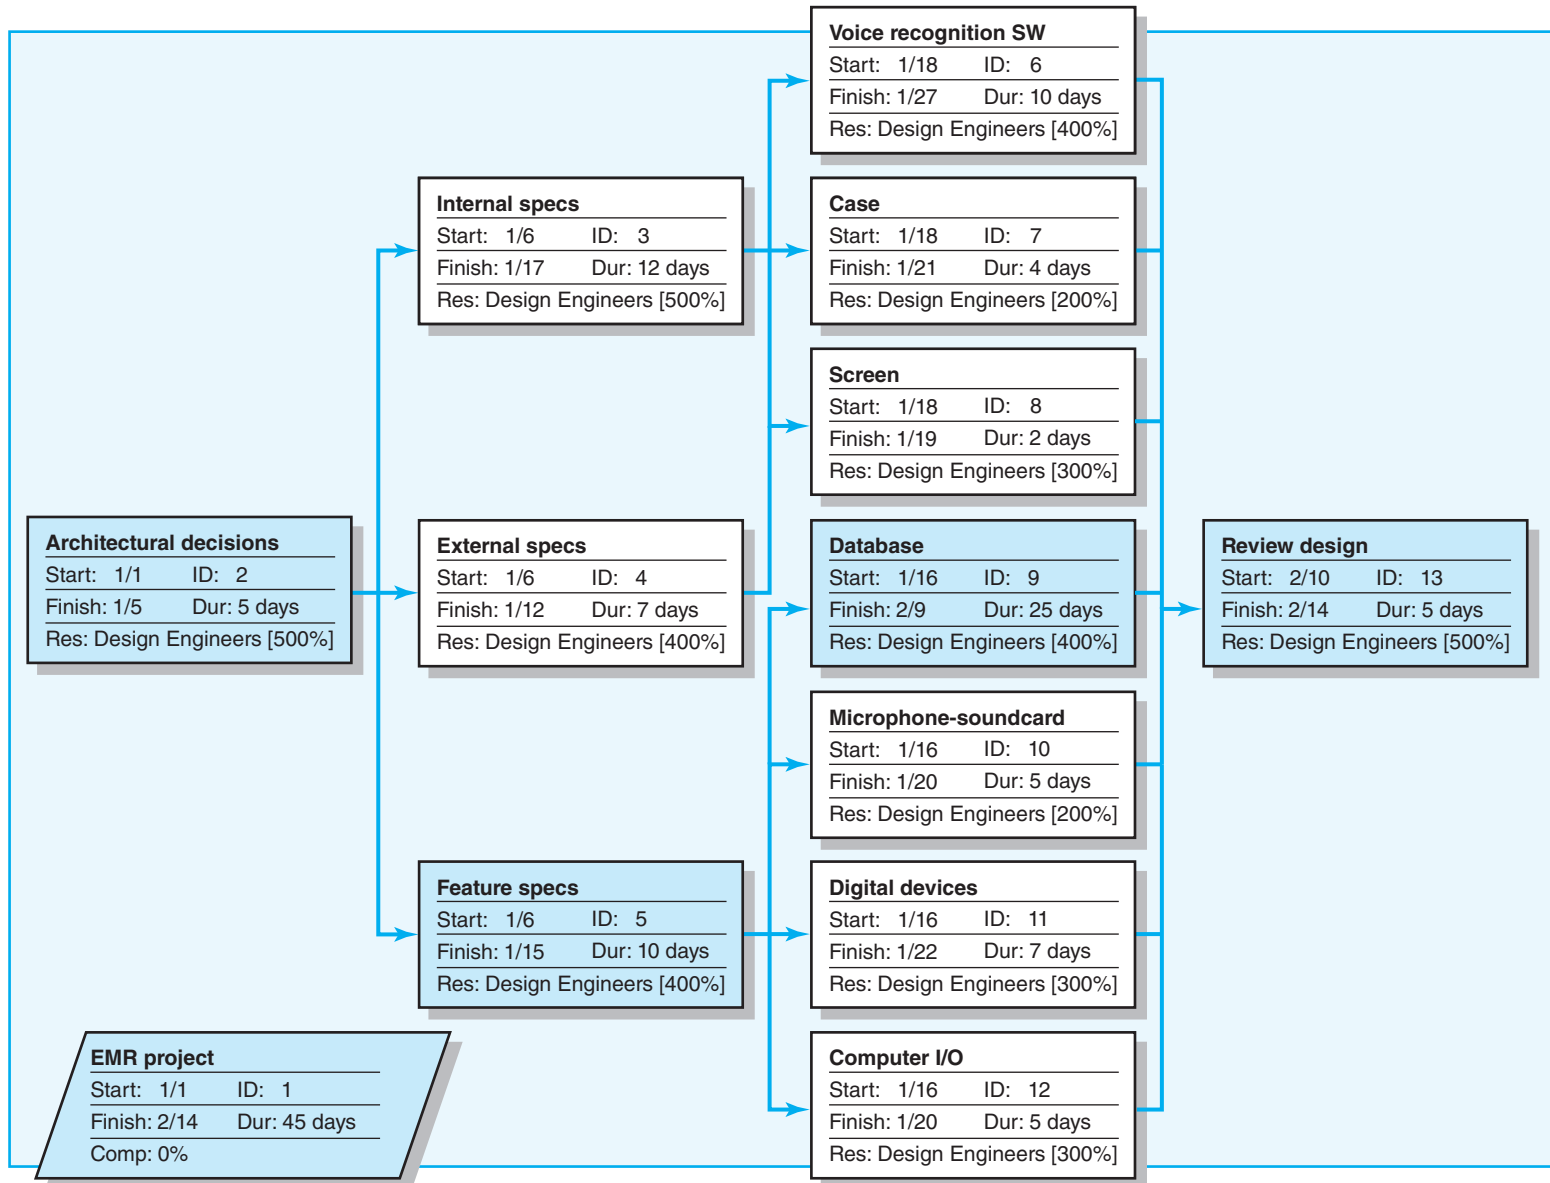 Voice recognition SW
Start: 1/18 ID: 6
Finish: 1/27 Dur: 10 days
Res: Design Engineers [400%]
Internal specs
Start: 1/6 ID: 3
Finish: 1/17 Dur: 12 days
Res: Design Engineers [500%]
Case
Start: 1/18 ID: 7
Finish: 1/21 Dur: 4 days
Res: Design Engineers [200%]
Screen
Start: 1/18 ID: 8
Finish: 1/19 Dur: 2 days
Res: Design Engineers [300%]
Architectural decisions
Start: 1/1 ID: 2
Finish: 1/5 Dur: 5 days
Res: Design Engineers [500%]
External specs
Start: 1/6 ID: 4
Finish: 1/12 Dur: 7 days
Res: Design Engineers [400%]
Database
Start: 1/16 ID: 9
Finish: 2/9 Dur: 25 days
Res: Design Engineers [400%]
Review design
Start: 2/10 ID: 13
Finish: 2/14 Dur: 5 days
Res: Design Engineers [500%]
Microphone-soundcard
Start: 1/16 ID: 10
Finish: 1/20 Dur: 5 days
Res: Design Engineers [200%]
Feature specs
Start: 1/6 ID: 5
Finish: 1/15 Dur: 10 days
Res: Design Engineers [400%]
Digital devices
Start: 1/16 ID: 11
Finish: 1/22 Dur: 7 days
Res: Design Engineers [300%]
EMR project
Start: 1/1 ID: 1
Finish: 2/14 Dur: 45 days
Comp: 0%
Computer I/O
Start: 1/16 ID: 12
Finish: 1/20 Dur: 5 days
Res: Design Engineers [300%]